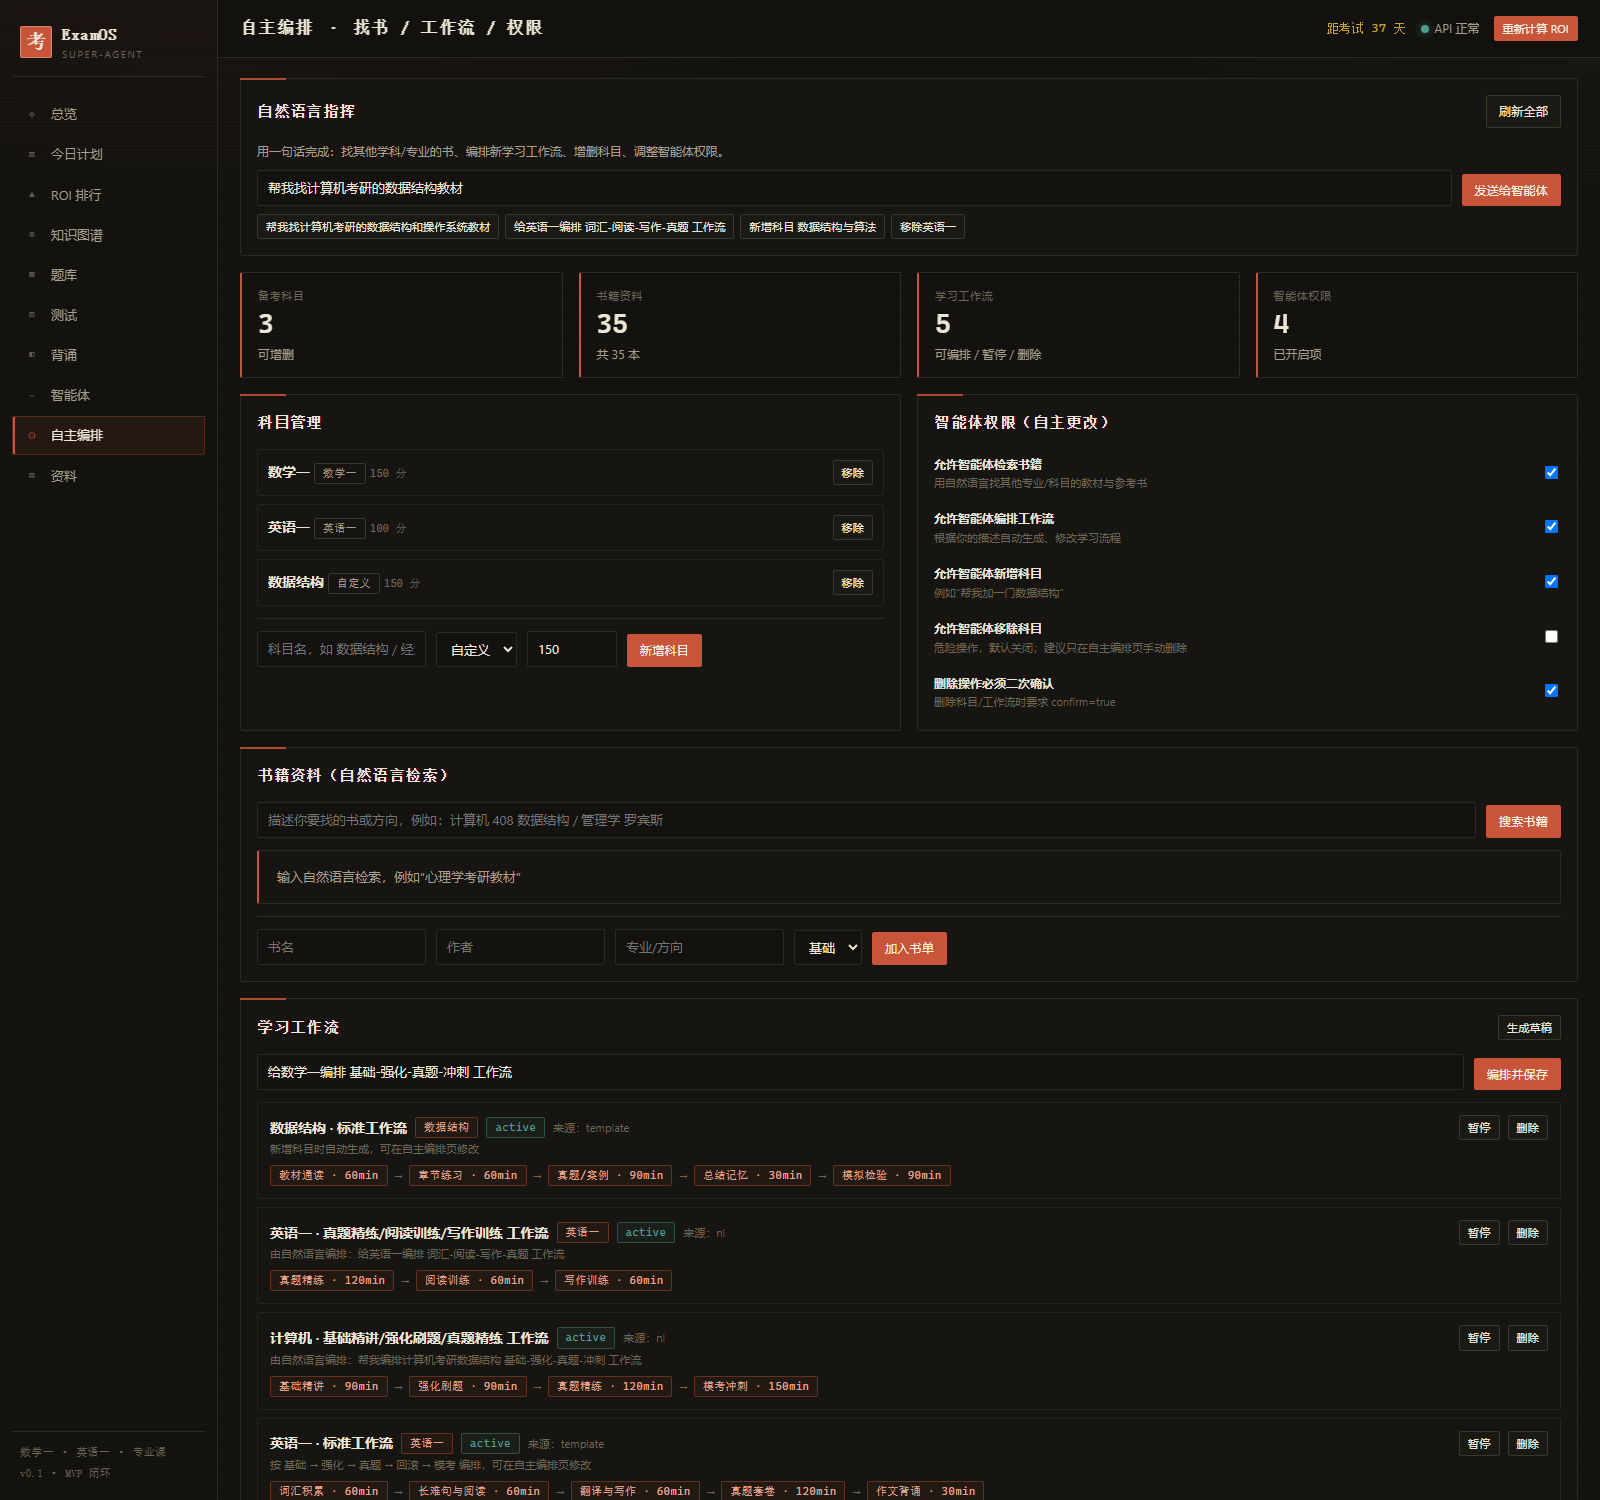 考 ExamOS
SUPER-AGENT
总览
今日计划
ROI 排行
知识图谱
题库
测试
背诵
智能体
自主编排
资料
数学一 · 英语一 · 专业课
v0.1 · MVP 闭环
自主编排 · 找书 / 工作流 / 权限
距考试 37 天
API 正常
重新计算 ROI
自然语言指挥
刷新全部
用一句话完成：找其他学科/专业的书、编排新学习工作流、增删科目、调整智能体权限。
帮我找计算机考研的数据结构教材
发送给智能体
帮我找计算机考研的数据结构和操作系统教材
给英语一编排 词汇-阅读-写作-真题 工作流
新增科目 数据结构与算法
移除英语一
备考科目
3
可增删
书籍资料
35
共 35 本
学习工作流
5
可编排 / 暂停 / 删除
智能体权限
4
已开启项
科目管理
数学一 数学一 150 分
移除
英语一 英语一 100 分
移除
数据结构 自定义 150 分
移除
科目名，如 数据结构 / 经
自定义
150
新增科目
智能体权限（自主更改）
允许智能体检索书籍
用自然语言找其他专业/科目的教材与参考书
允许智能体编排工作流
根据你的描述自动生成、修改学习流程
允许智能体新增科目
例如“帮我加一门数据结构”
允许智能体移除科目
危险操作，默认关闭；建议只在自主编排页手动删除
删除操作必须二次确认
删除科目/工作流时要求 confirm=true
书籍资料（自然语言检索）
描述你要找的书或方向，例如：计算机 408 数据结构 / 管理学 罗宾斯
搜索书籍
输入自然语言检索，例如“心理学考研教材”
书名
作者
专业/方向
基础
加入书单
学习工作流
生成草稿
给数学一编排 基础-强化-真题-冲刺 工作流
编排并保存
数据结构 · 标准工作流 数据结构 active 来源：template
暂停
删除
新增科目时自动生成，可在自主编排页修改
教材通读 · 60min → 章节练习 · 60min → 真题/案例 · 90min → 总结记忆 · 30min → 模拟检验 · 90min
英语一 · 真题精练/阅读训练/写作训练 工作流 英语一 active 来源：nl
暂停
删除
由自然语言编排：给英语一编排 词汇-阅读-写作-真题 工作流
真题精练 · 120min → 阅读训练 · 60min → 写作训练 · 60min
计算机 · 基础精讲/强化刷题/真题精练 工作流 active 来源：nl
暂停
删除
由自然语言编排：帮我编排计算机考研数据结构 基础-强化-真题-冲刺 工作流
基础精讲 · 90min → 强化刷题 · 90min → 真题精练 · 120min → 模考冲刺 · 150min
英语一 · 标准工作流 英语一 active 来源：template
暂停
删除
按 基础 → 强化 → 真题 → 回滚 → 模考 编排，可在自主编排页修改
词汇积累 · 60min → 长难句与阅读 · 60min → 翻译与写作 · 60min → 真题套卷 · 120min → 作文背诵 · 30min